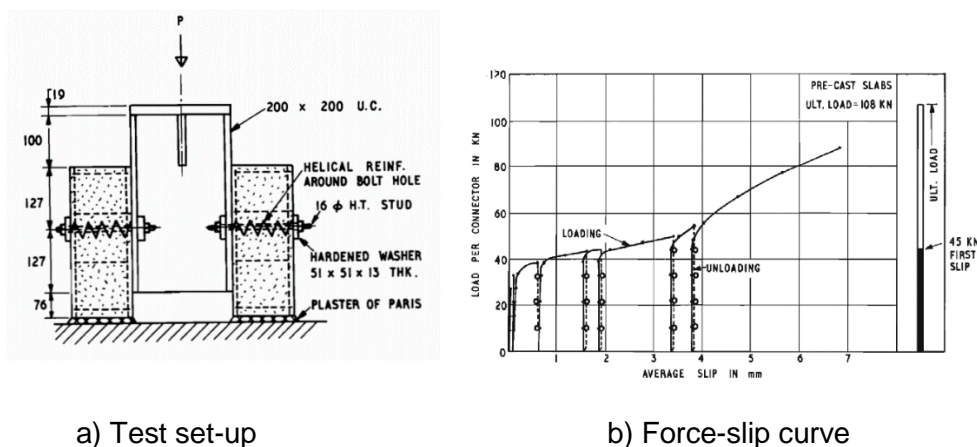 P
19
100
127
127
76
200 x 200 U.C.
HELICAL REINF.
AROUND BOLT HOLE
16 ϕ H.T. STUD
HARDENED WASHER
51 x 51 x 13 THK.
PLASTER OF PARIS
LOAD PER CONNECTOR IN KN
120
100
80
60
40
20
0
0
1
2
3
4
5
6
7
AVERAGE SLIP IN mm
PRE-CAST SLABS
ULT. LOAD = 108 KN
LOADING
UNLOADING
ULT. LOAD
45 KN
FIRST
SLIP
a) Test set-up
b) Force-slip curve